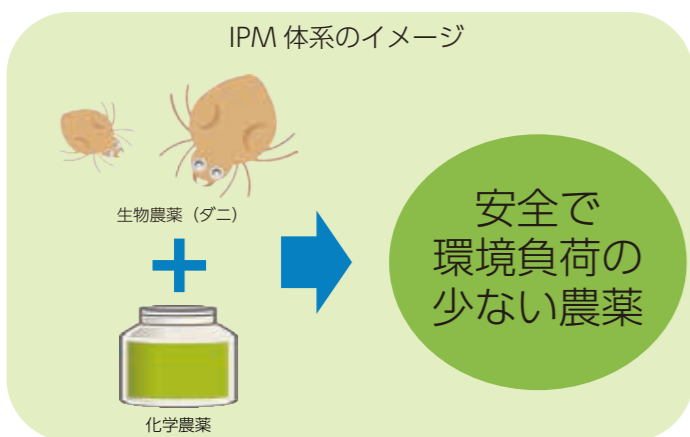 IPM 体系のイメージ
生物農薬（ダニ）
化学農薬
安全で
環境負荷の
少ない農薬